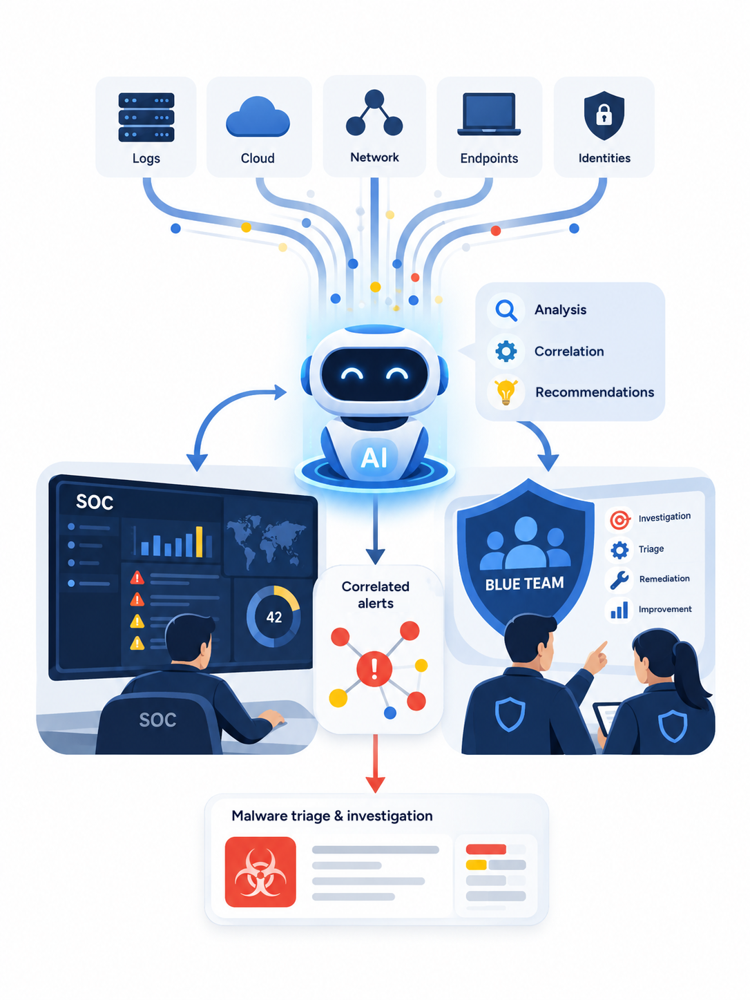 Logs
Cloud
Network
Endpoints
Identities
Analysis
Correlation
Recommendations
AI
SOC
42
SOC
Correlated
alerts
BLUE TEAM
Investigation
Triage
Remediation
Improvement
Malware triage & investigation